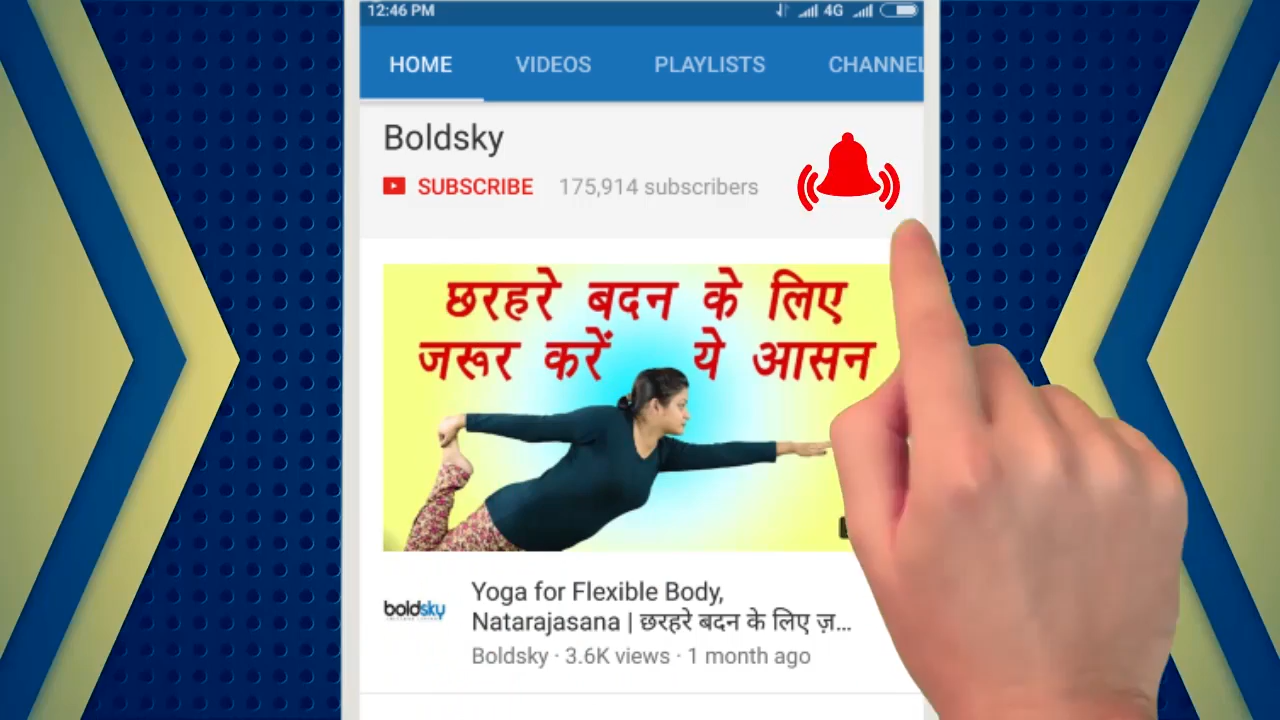 12:46 PM 4G
HOME VIDEOS PLAYLISTS CHANNEL
Boldsky
SUBSCRIBE 175,914 subscribers
छरहरे बदन के लिए
जरूर करें ये आसन
Yoga for Flexible Body,
boldsky
Natarajasana | छरहरे बदन के लिए ज़...
Boldsky · 3.6K views · 1 month ago